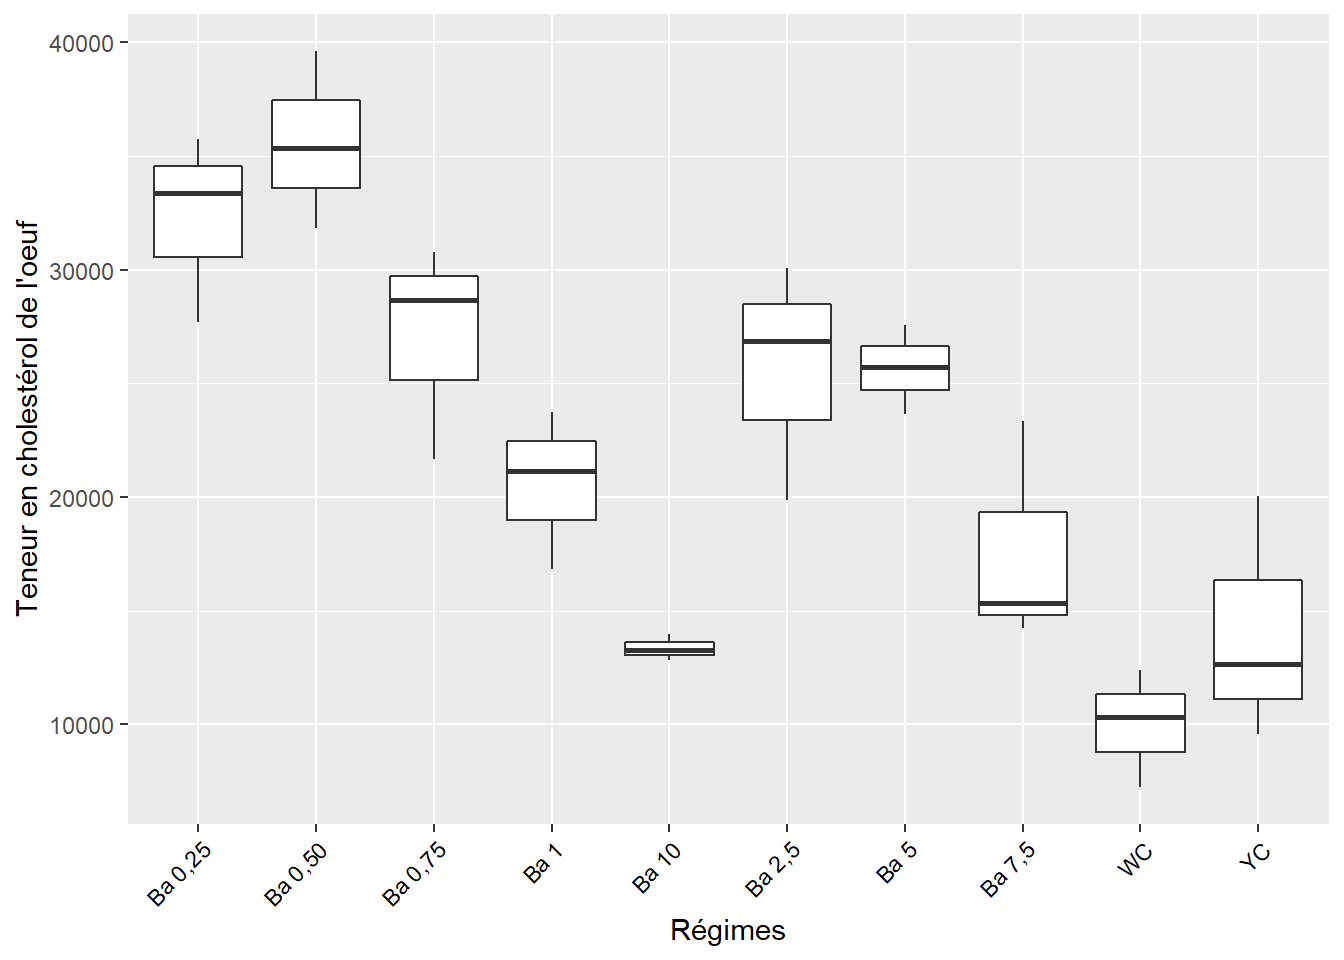 40000
30000
20000
10000
Teneur en cholestérol de l'oeuf
Ba 0,25
Ba 0,50
Ba 0,75
Ba 1
Ba 10
Ba 2,5
Ba 5
Ba 7,5
WC
YC
Régimes